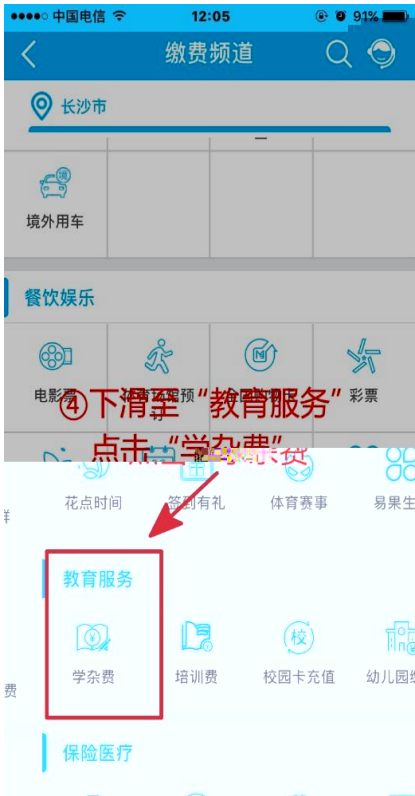 中国电信 12:05 91%
缴费频道
长沙市
境外用车
餐饮娱乐
电影票 彩票
④下滑至“教育服务”
点击“学杂费”
花点时间 签到有礼 体育赛事 易果生
群
教育服务
学杂费 培训费 校园卡充值 幼儿园缴
费
保险医疗